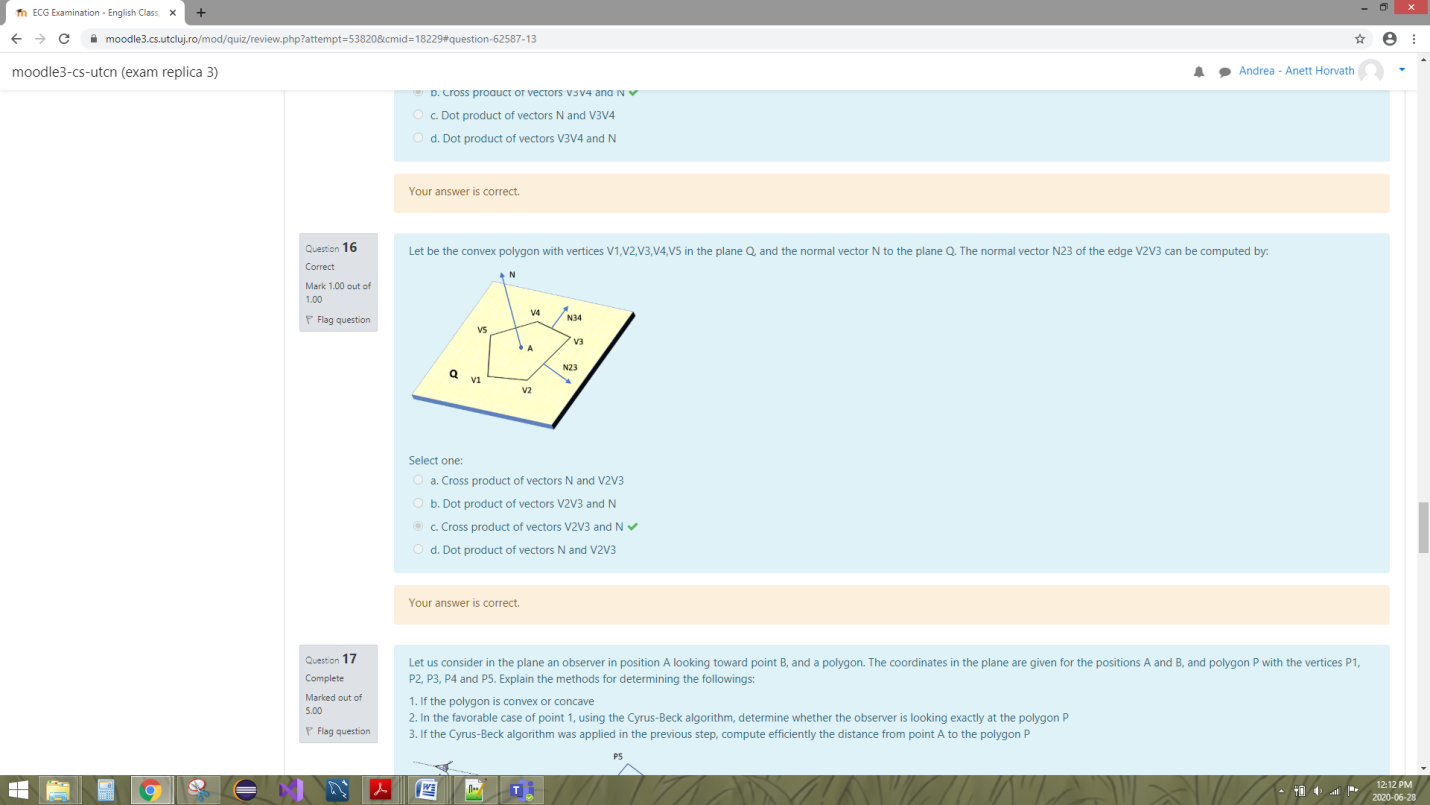 ECG Examination - English Class
moodle3.cs.utcluj.ro/mod/quiz/review.php?attempt=53820&cmid=18229#question-62587-13
moodle3-cs-utcn (exam replica 3)
Andrea - Anett Horvath
b. Cross product of vectors V3V4 and N
c. Dot product of vectors N and V3V4
d. Dot product of vectors V3V4 and N
Your answer is correct.
Question 16
Correct
Mark 1.00 out of
1.00
Flag question
Let be the convex polygon with vertices V1,V2,V3,V4,V5 in the plane Q, and the normal vector N to the plane Q. The normal vector N23 of the edge V2V3 can be computed by:
N
V4
N34
V5
V3
A
N23
Q
V1
V2
Select one:
a. Cross product of vectors N and V2V3
b. Dot product of vectors V2V3 and N
c. Cross product of vectors V2V3 and N
d. Dot product of vectors N and V2V3
Your answer is correct.
Question 17
Complete
Marked out of
5.00
Flag question
Let us consider in the plane an observer in position A looking toward point B, and a polygon. The coordinates in the plane are given for the positions A and B, and polygon P with the vertices P1,
P2, P3, P4 and P5. Explain the methods for determining the followings:
1. If the polygon is convex or concave
2. In the favorable case of point 1, using the Cyrus-Beck algorithm, determine whether the observer is looking exactly at the polygon P
3. If the Cyrus-Beck algorithm was applied in the previous step, compute efficiently the distance from point A to the polygon P
P5
12:12 PM
2020-06-28